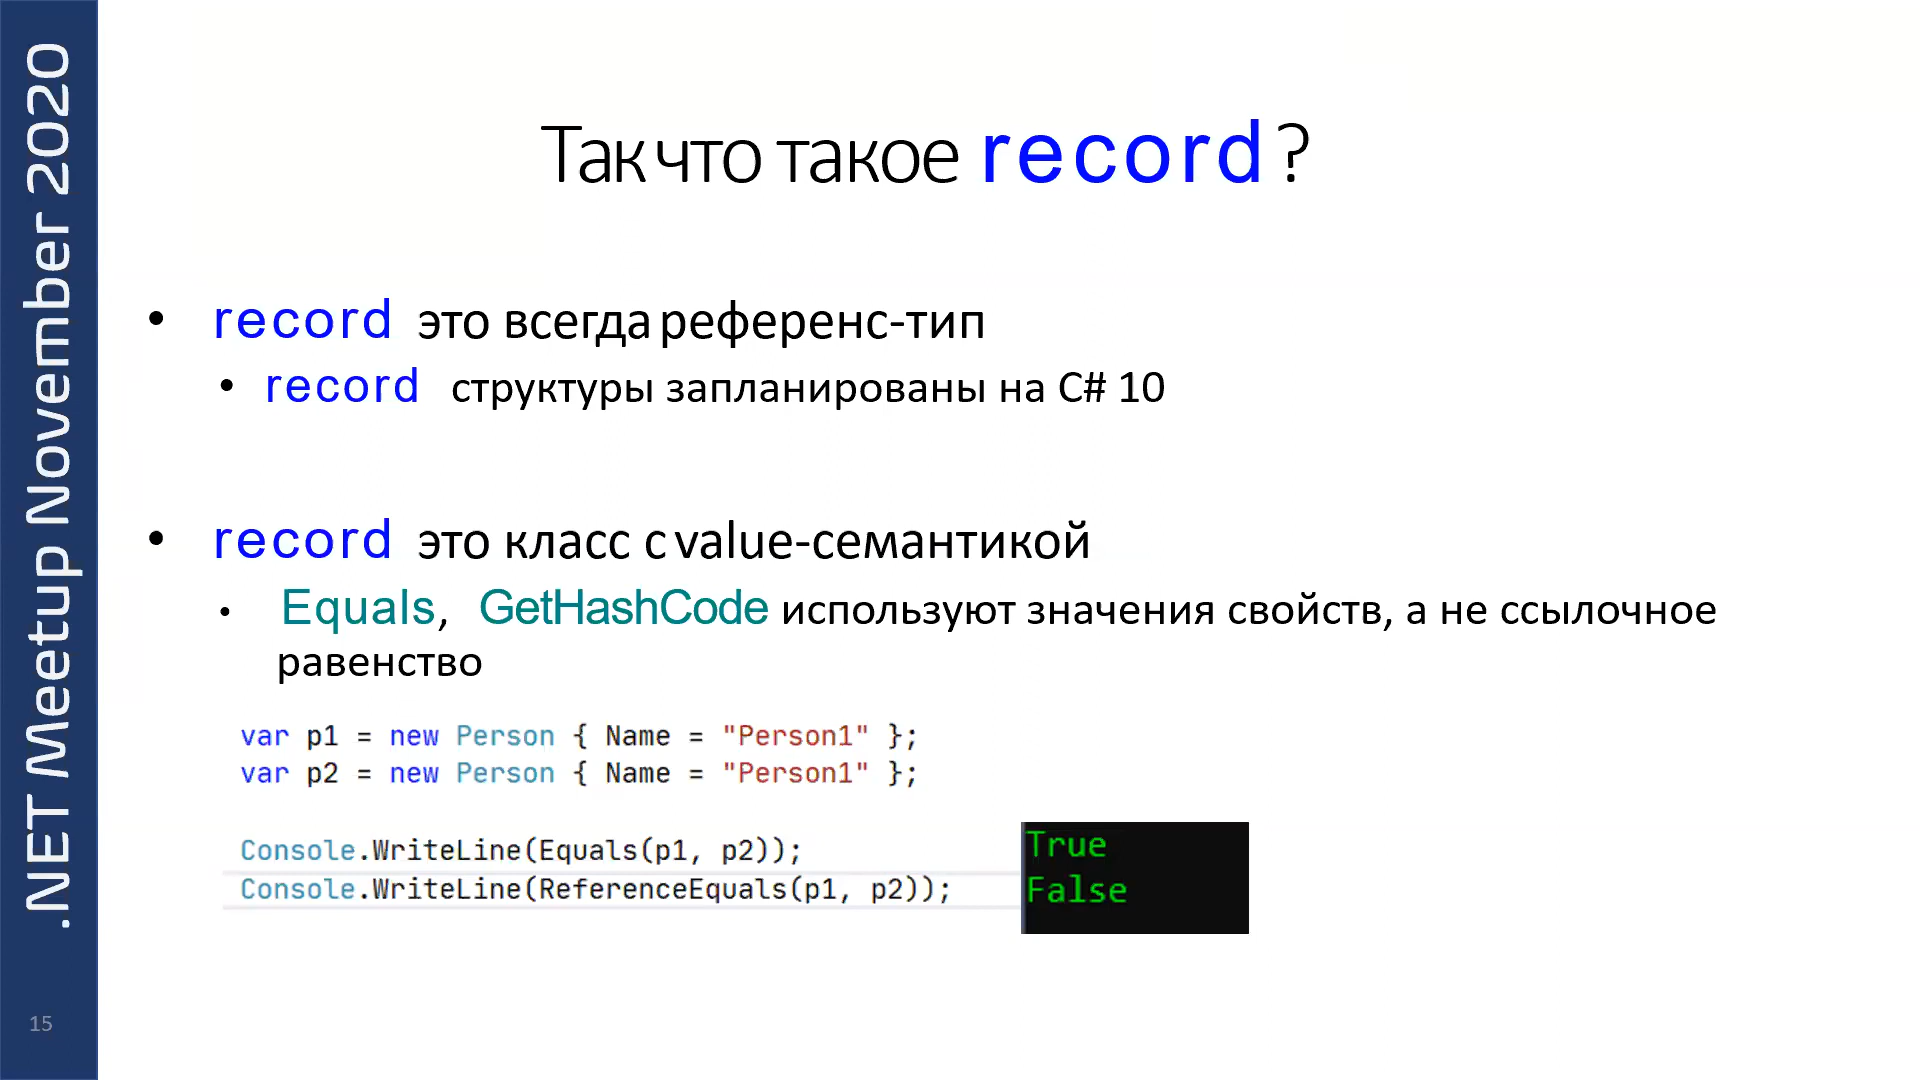 .NET Meetup November 2020
Так что такое record?
• record это всегда референс-тип
• record структуры запланированы на C# 10
• record это класс с value-семантикой
• Equals, GetHashCode используют значения свойств, а не ссылочное
равенство
var p1 = new Person { Name = "Person1" };
var p2 = new Person { Name = "Person1" };
Console.WriteLine(Equals(p1, p2));
Console.WriteLine(ReferenceEquals(p1, p2));
True
False
15